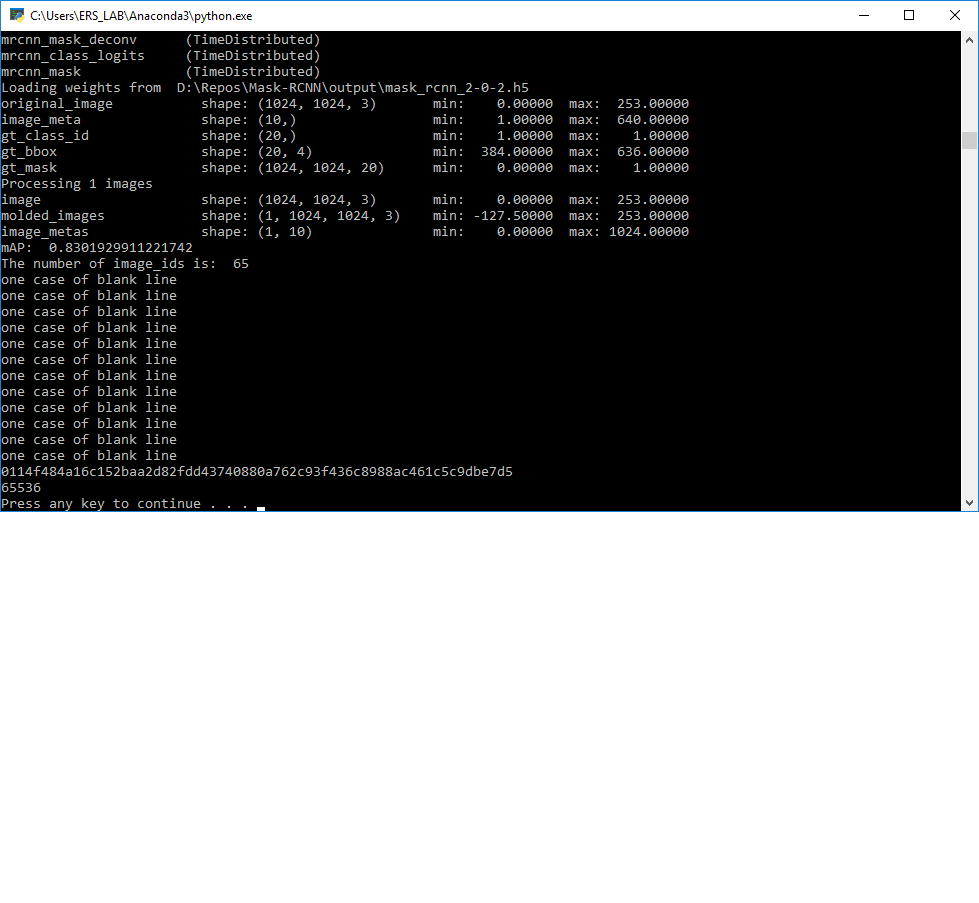 C:\Users\ERS_LAB\Anaconda3\python.exe
mrcnn_mask_deconv      (TimeDistributed)
mrcnn_class_logits     (TimeDistributed)
mrcnn_mask             (TimeDistributed)
Loading weights from  D:\Repos\Mask-RCNN\output\mask_rcnn_2-0-2.h5
original_image           shape: (1024, 1024, 3)       min:    0.00000  max:  253.00000
image_meta               shape: (10,)                 min:    1.00000  max:  640.00000
gt_class_id              shape: (20,)                 min:    1.00000  max:    1.00000
gt_bbox                  shape: (20, 4)               min:  384.00000  max:  636.00000
gt_mask                  shape: (1024, 1024, 20)      min:    0.00000  max:    1.00000
Processing 1 images
image                    shape: (1024, 1024, 3)       min:    0.00000  max:  253.00000
molded_images            shape: (1, 1024, 1024, 3)    min: -127.50000  max:  253.00000
image_metas              shape: (1, 10)               min:    0.00000  max: 1024.00000
mAP:  0.8301929911221742
The number of image_ids is:  65
one case of blank line
one case of blank line
one case of blank line
one case of blank line
one case of blank line
one case of blank line
one case of blank line
one case of blank line
one case of blank line
one case of blank line
one case of blank line
one case of blank line
0114f484a16c152baa2d82fdd43740880a762c93f436c8988ac461c5c9dbe7d5
65536
Press any key to continue . . .